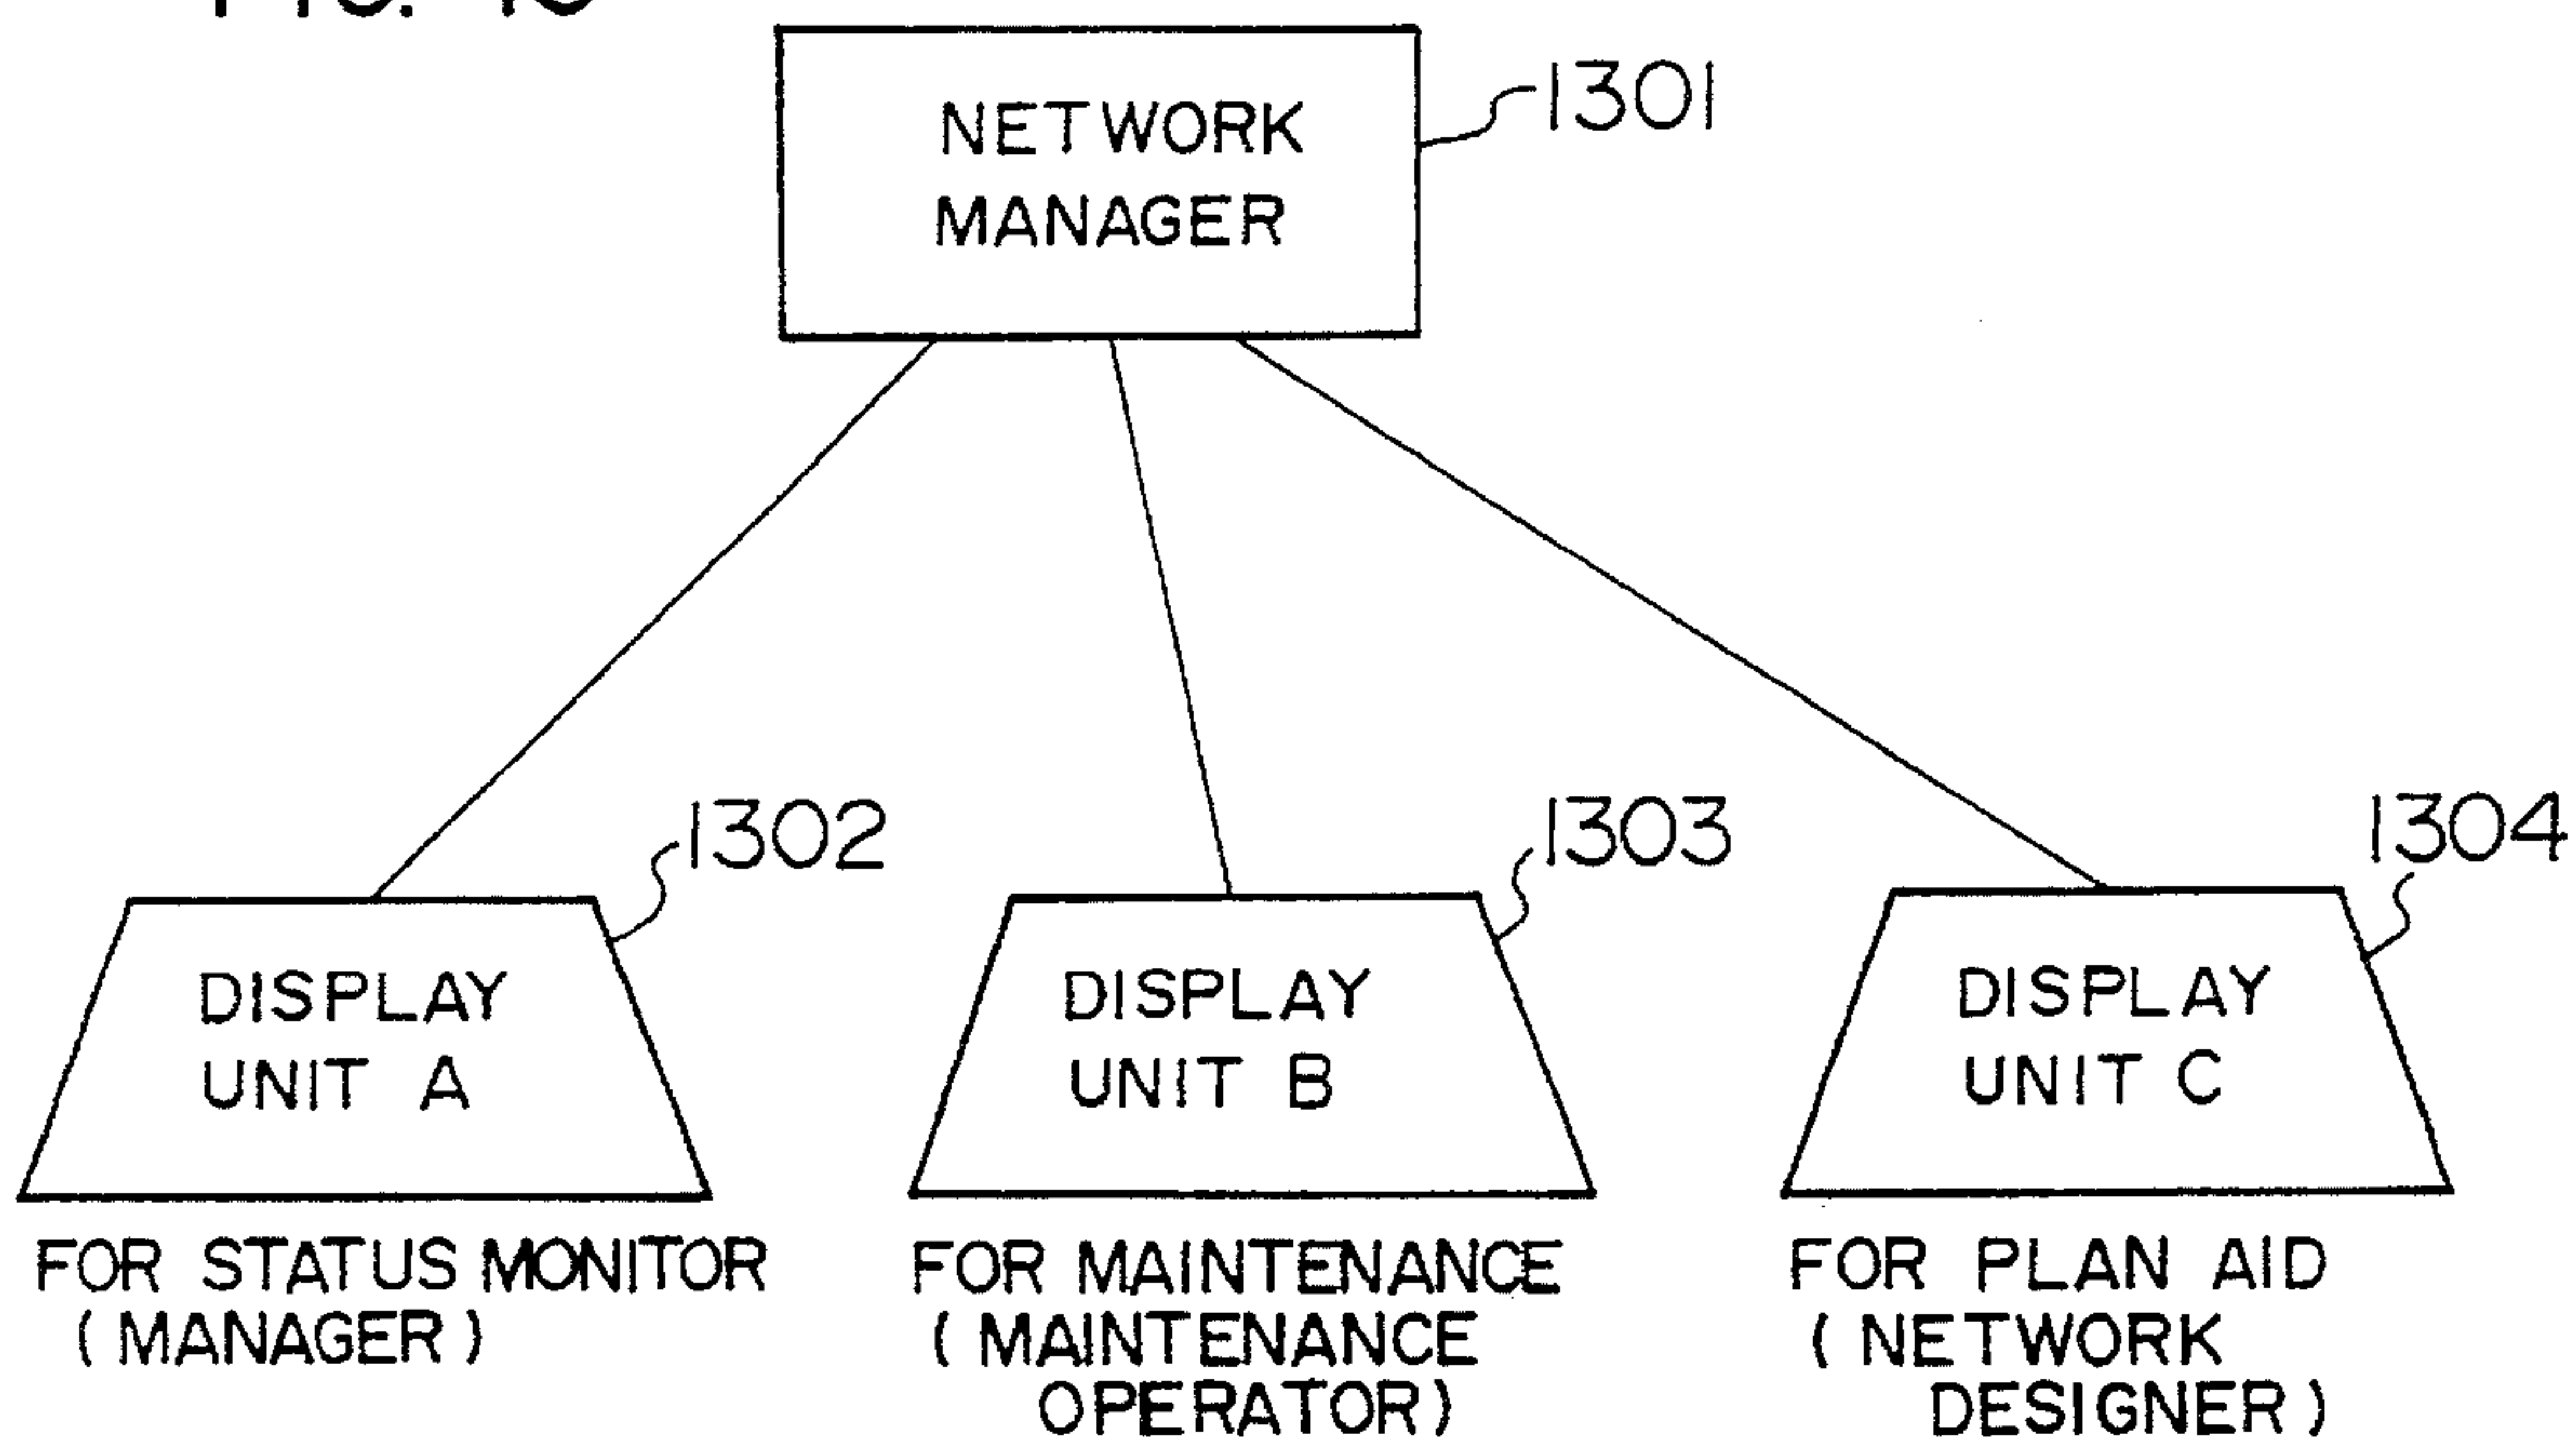 NETWORK
MANAGER
1301
1302
1303
1304
DISPLAY
UNIT A
DISPLAY
UNIT B
DISPLAY
UNIT C
FOR STATUS MONITOR
(MANAGER)
FOR MAINTENANCE
(MAINTENANCE
OPERATOR)
FOR PLAN AID
(NETWORK
DESIGNER)